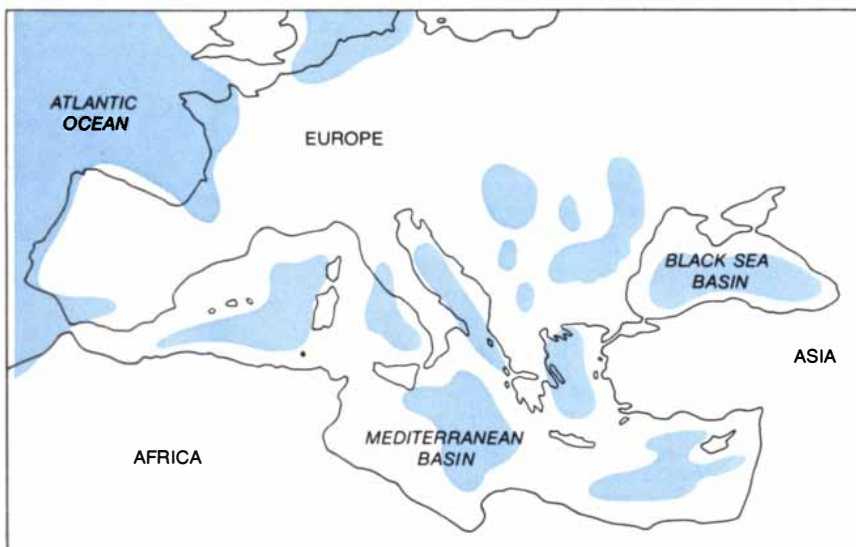 ATLANTIC
OCEAN
EUROPE
BLACK SEA
BASIN
ASIA
MEDITERRANEAN
BASIN
AFRICA